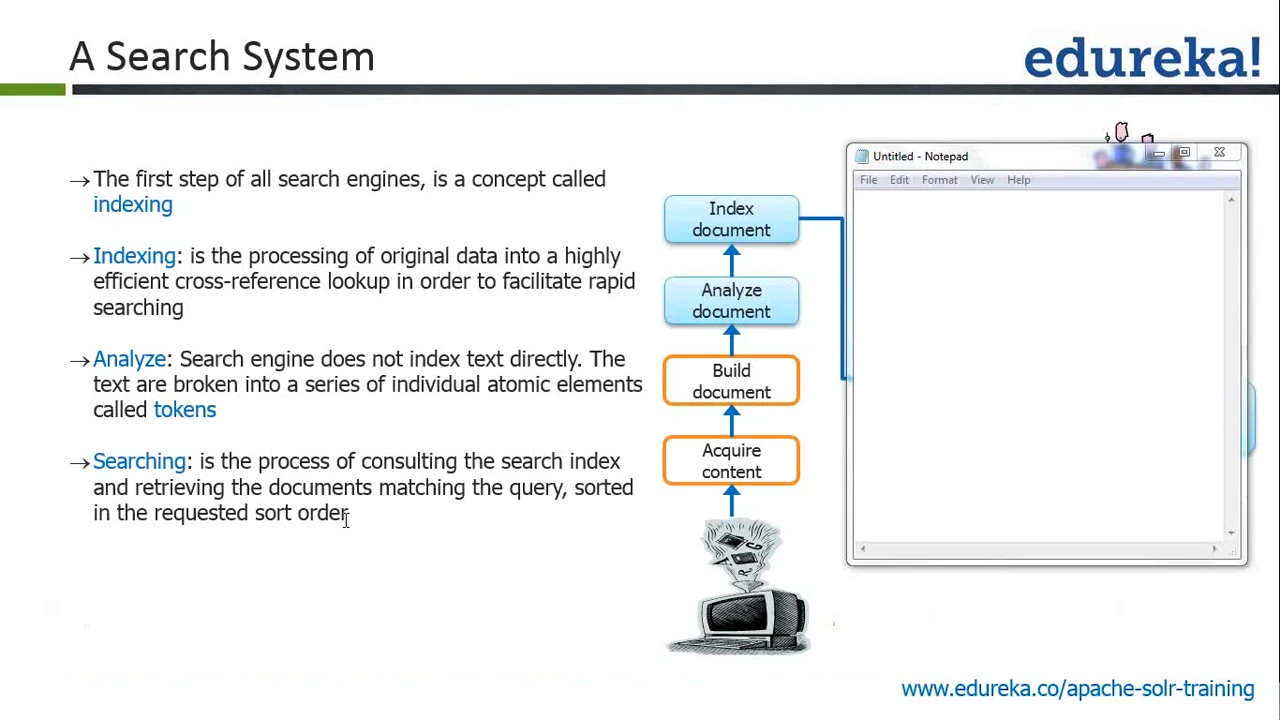 A Search System
edureka!
→The first step of all search engines, is a concept called
indexing
→Indexing: is the processing of original data into a highly
efficient cross-reference lookup in order to facilitate rapid
searching
→Analyze: Search engine does not index text directly. The
text are broken into a series of individual atomic elements
called tokens
→Searching: is the process of consulting the search index
and retrieving the documents matching the query, sorted
in the requested sort order
Index
document
Analyze
document
Build
document
Acquire
content
Untitled - Notepad
File Edit Format View Help
www.edureka.co/apache-solr-training